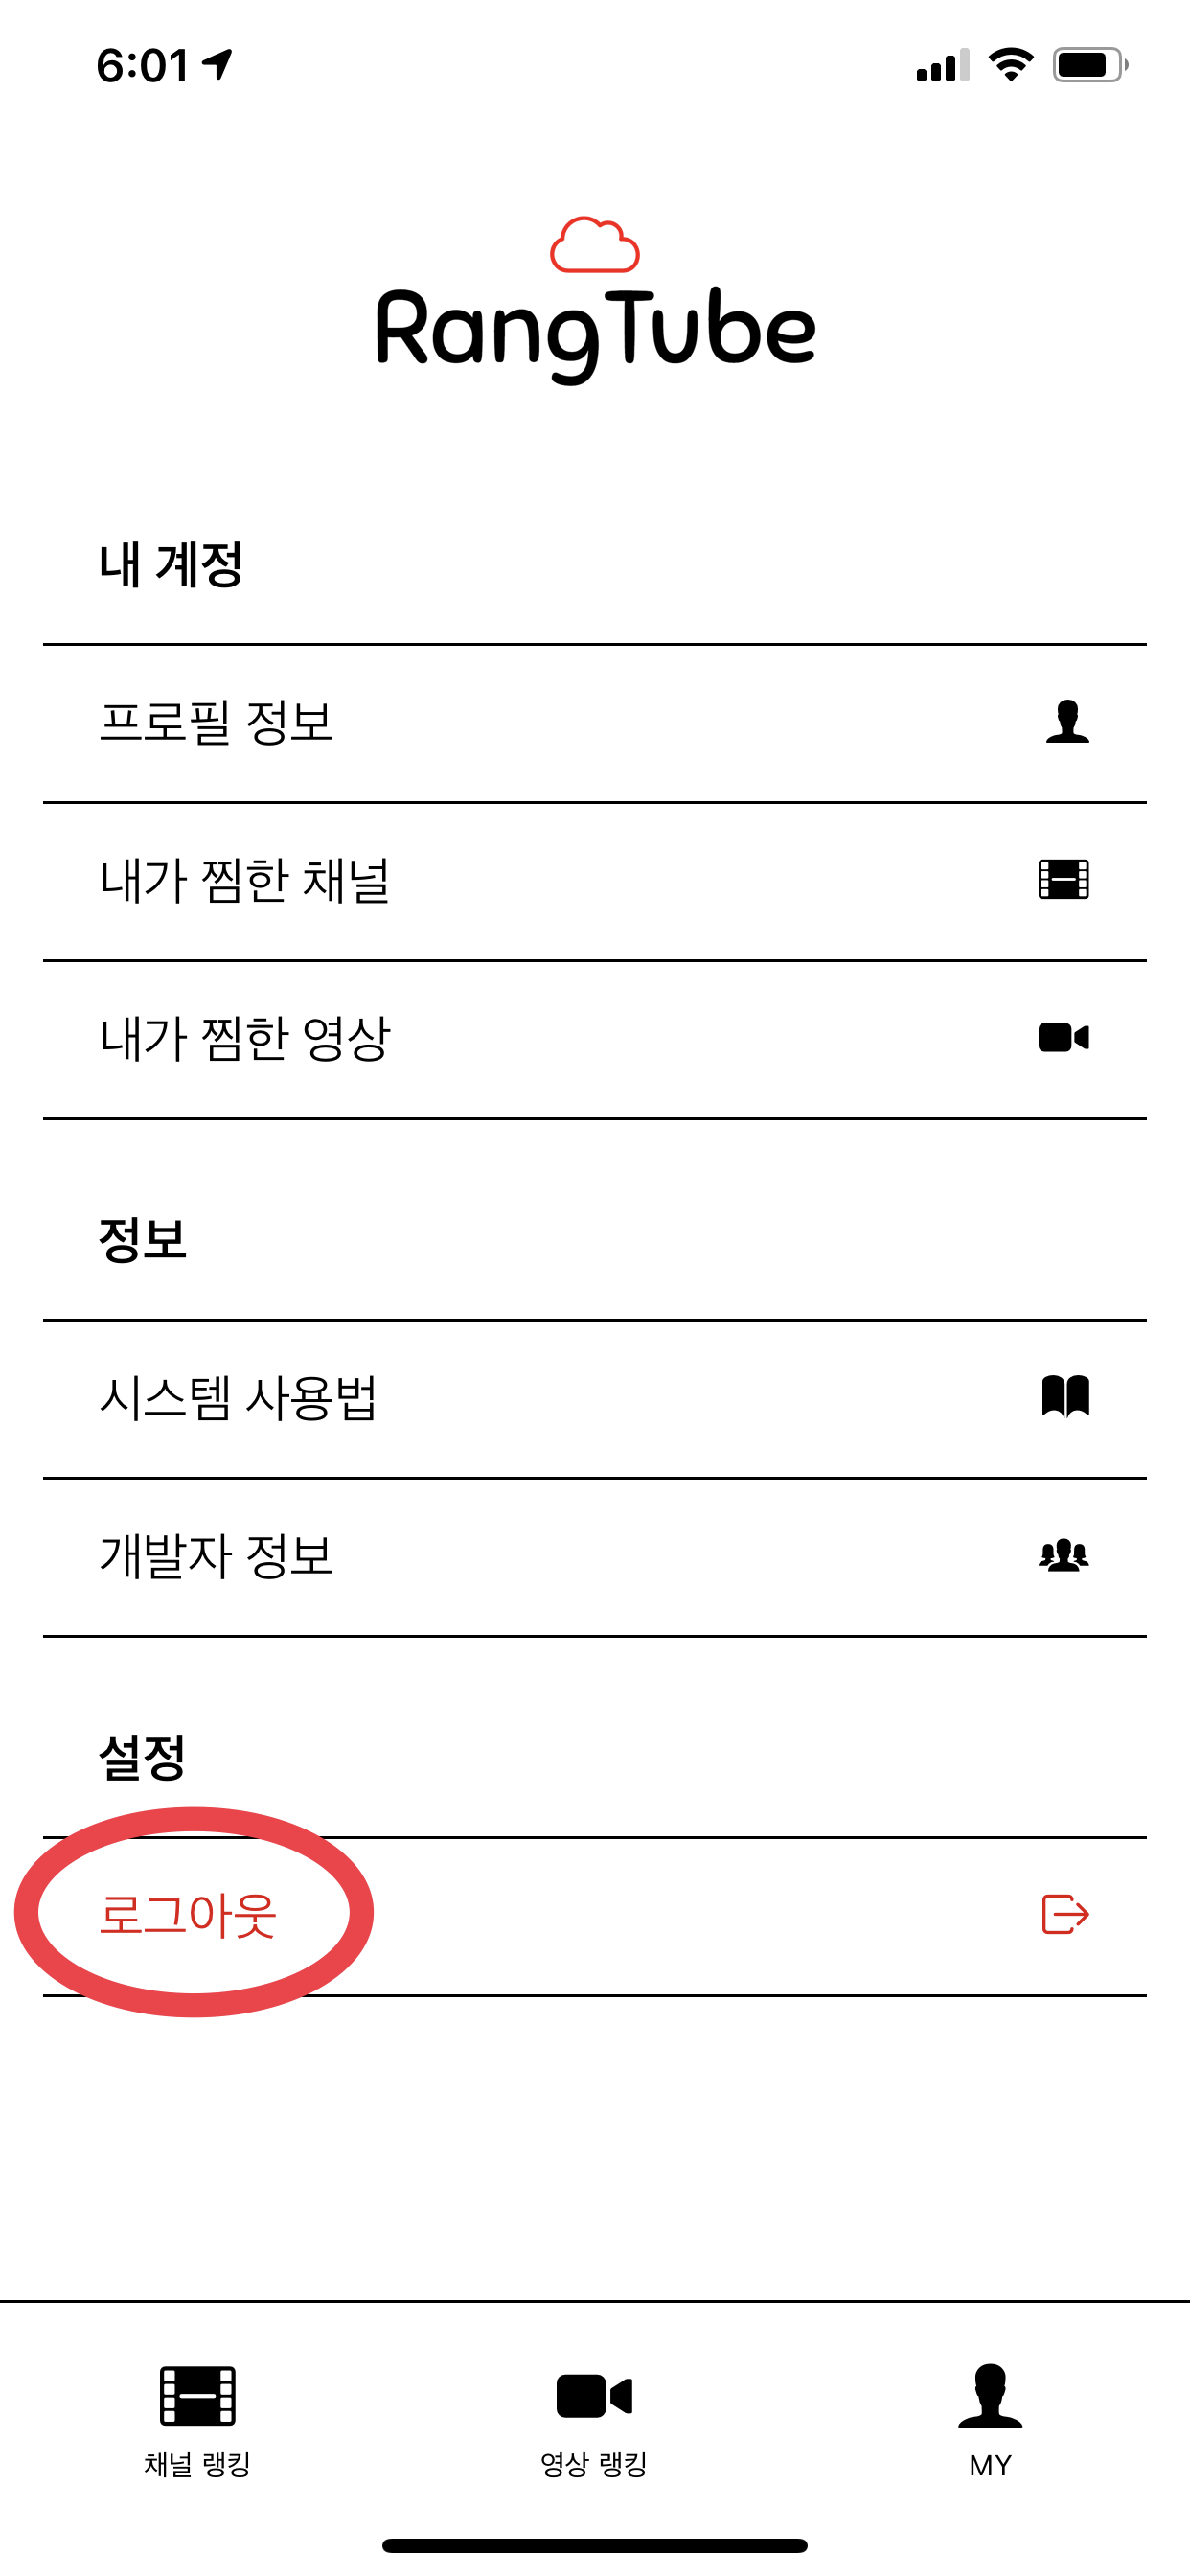 6:01
RangTube
내 계정
프로필 정보
내가 찜한 채널
내가 찜한 영상
정보
시스템 사용법
개발자 정보
설정
로그아웃
채널 랭킹
영상 랭킹
MY